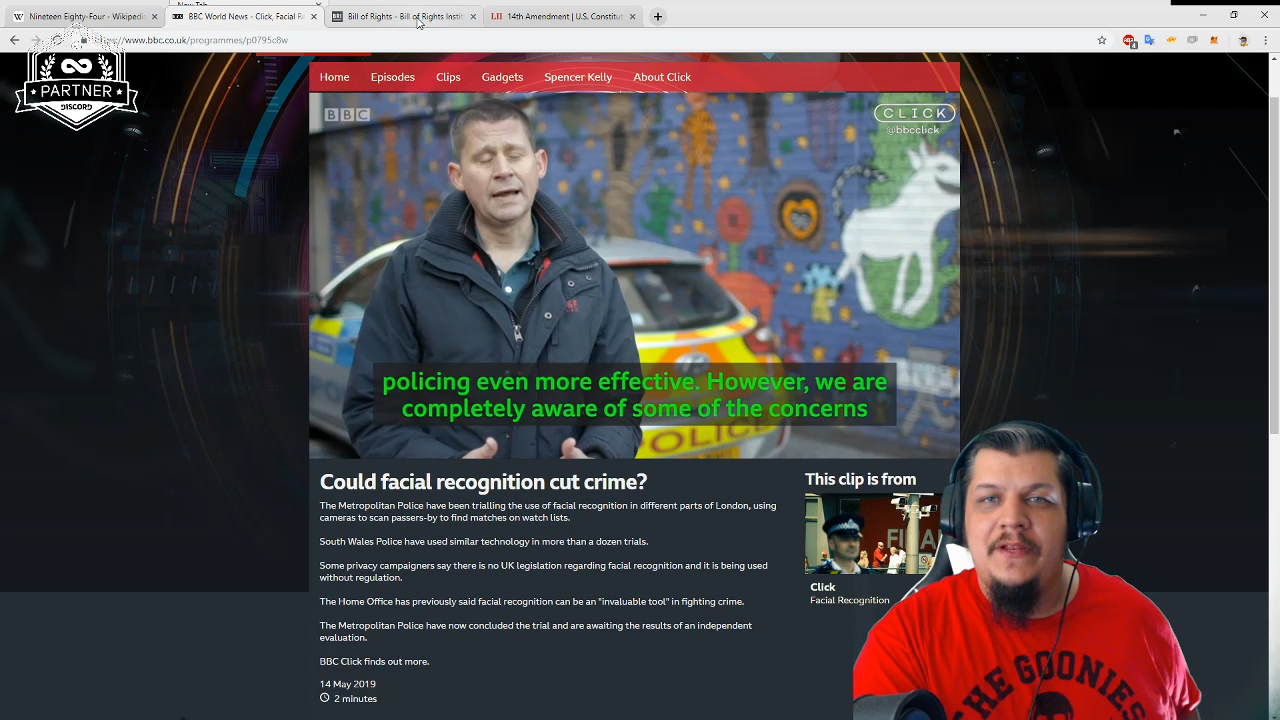 New Tab
Nineteen Eighty-Four - Wikipedi
BBC World News - Click, Facial Re
Bill of Rights - Bill of Rights Instit
LII 14th Amendment | U.S. Constitut
https://www.bbc.co.uk/programmes/p0795c8w
PARTNER
DISCORD
Home Episodes Clips Gadgets Spencer Kelly About Click
BBC
CLICK
@bbcclick
policing even more effective. However, we are
completely aware of some of the concerns
POLICE
Could facial recognition cut crime?
The Metropolitan Police have been trialling the use of facial recognition in different parts of London, using
cameras to scan passers-by to find matches on watch lists.
South Wales Police have used similar technology in more than a dozen trials.
Some privacy campaigners say there is no UK legislation regarding facial recognition and it is being used
without regulation.
The Home Office has previously said facial recognition can be an "invaluable tool" in fighting crime.
The Metropolitan Police have now concluded the trial and are awaiting the results of an independent
evaluation.
BBC Click finds out more.
14 May 2019
2 minutes
This clip is from
Click
Facial Recognition
THE GOONIES